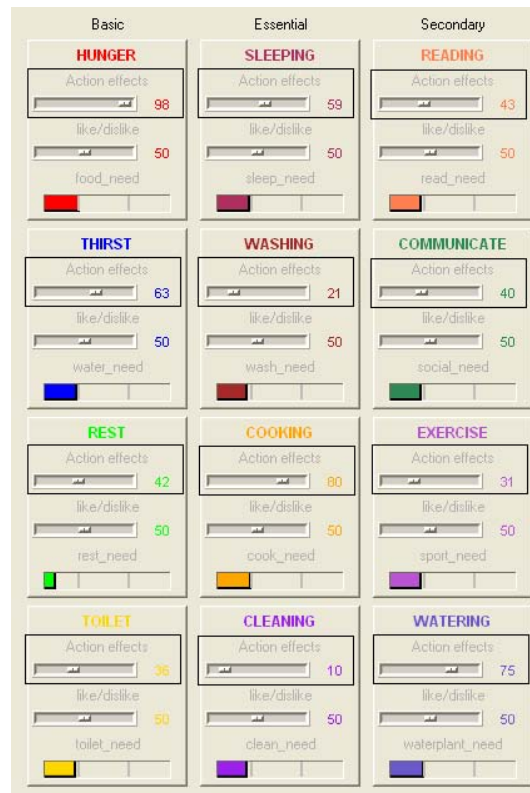 Basic Essential Secondary
HUNGER SLEEPING READING
Action effects Action effects Action effects
98 59 43
like/dislike like/dislike like/dislike
50 50 50
food_need sleep_need read_need
THIRST WASHING COMMUNICATE
Action effects Action effects Action effects
63 21 40
like/dislike like/dislike like/dislike
50 50 50
water_need wash_need social_need
REST COOKING EXERCISE
Action effects Action effects Action effects
42 80 31
like/dislike like/dislike like/dislike
50 50 50
rest_need cook_need sport_need
TOILET CLEANING WATERING
Action effects Action effects Action effects
36 10 75
like/dislike like/dislike like/dislike
50 50 50
toilet_need clean_need waterplant_need